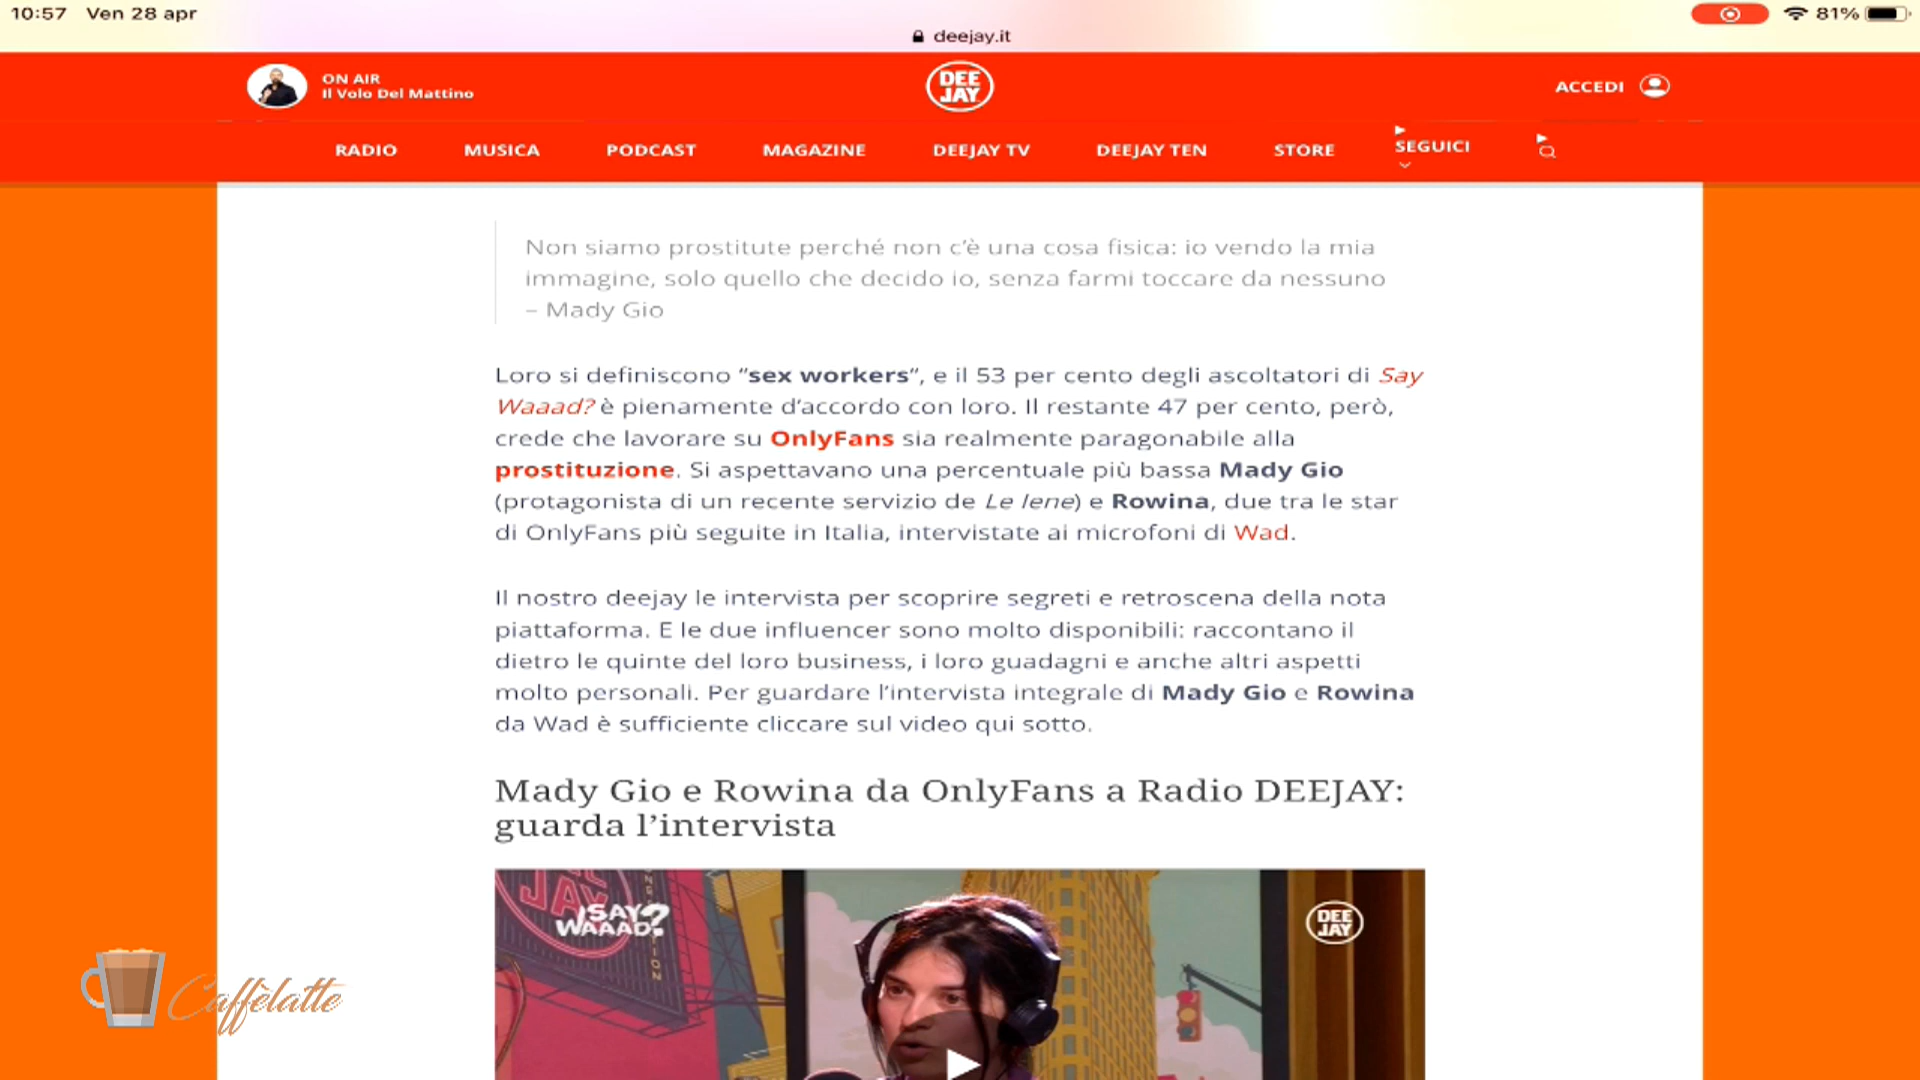 10:57 Ven 28 apr
81%
deejay.it
ON AIR
Il Volo Del Mattino
DEE
JAY
ACCEDI
RADIO MUSICA PODCAST MAGAZINE DEEJAY TV DEEJAY TEN STORE SEGUICI
Non siamo prostitute perché non c'è una cosa fisica: io vendo la mia
immagine, solo quello che decido io, senza farmi toccare da nessuno
– Mady Gio
Loro si definiscono “sex workers“, e il 53 per cento degli ascoltatori di Say
Waaad? è pienamente d'accordo con loro. Il restante 47 per cento, però,
crede che lavorare su OnlyFans sia realmente paragonabile alla
prostituzione. Si aspettavano una percentuale più bassa Mady Gio
(protagonista di un recente servizio de Le Iene) e Rowina, due tra le star
di OnlyFans più seguite in Italia, intervistate ai microfoni di Wad.
Il nostro deejay le intervista per scoprire segreti e retroscena della nota
piattaforma. E le due influencer sono molto disponibili: raccontano il
dietro le quinte del loro business, i loro guadagni e anche altri aspetti
molto personali. Per guardare l'intervista integrale di Mady Gio e Rowina
da Wad è sufficiente cliccare sul video qui sotto.
Mady Gio e Rowina da OnlyFans a Radio DEEJAY:
guarda l'intervista
JAY
SAY
WAAAD?
DEE
JAY
Caffèlatte